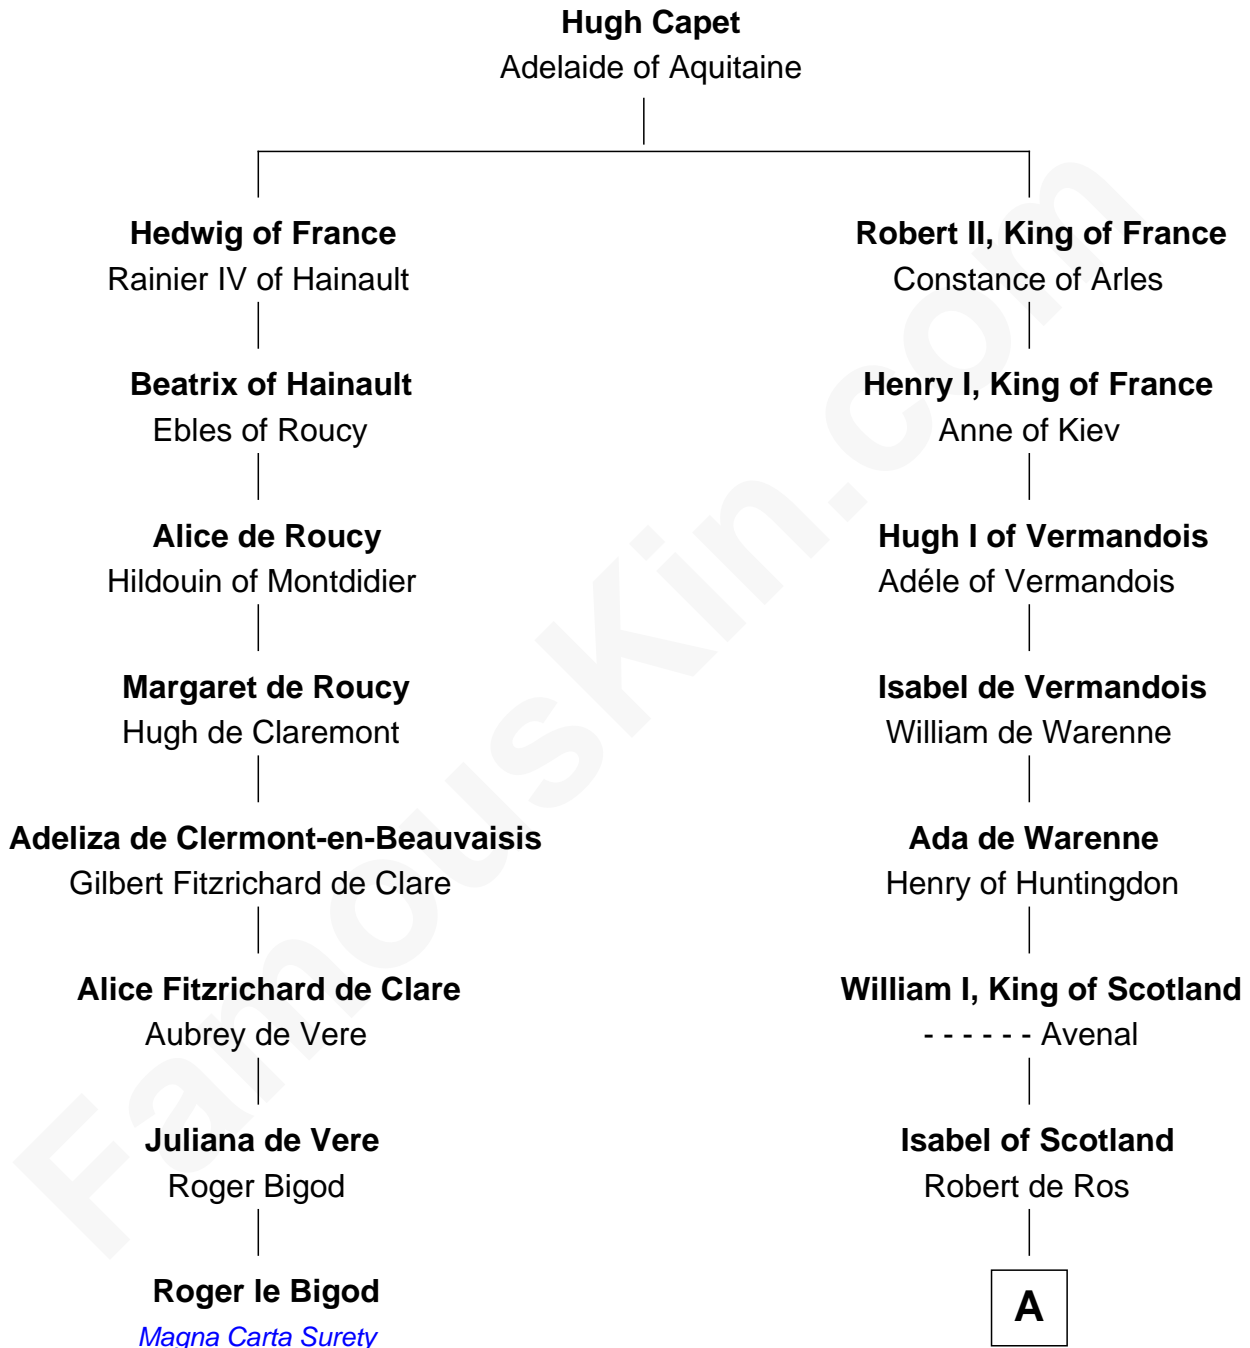 Hugh Capet
Adelaide of Aquitaine
Hedwig of France
Rainier IV of Hainault
Robert II, King of France
Constance of Arles
Beatrix of Hainault
Ebles of Roucy
Henry I, King of France
Anne of Kiev
Alice de Roucy
Hildouin of Montdidier
Hugh I of Vermandois
Adéle of Vermandois
Margaret de Roucy
Hugh de Claremont
Isabel de Vermandois
William de Warenne
Adeliza de Clermont-en-Beauvaisis
Gilbert Fitzrichard de Clare
Ada de Warenne
Henry of Huntingdon
Alice Fitzrichard de Clare
Aubrey de Vere
William I, King of Scotland
- - - - - - Avenal
Juliana de Vere
Roger Bigod
Isabel of Scotland
Robert de Ros
Roger le Bigod
Magna Carta Surety
A
FamousKin.com